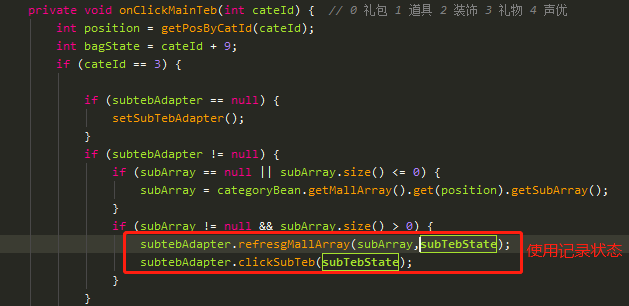 private void onClickMainTeb(int cateId) {  // 0 礼包 1 道具 2 装饰 3 礼物 4 声优
int position = getPosByCatId(cateId);
int bagState = cateId + 9;
if (cateId == 3) {
if (subtebAdapter == null) {
setSubTebAdapter();
}
if (subtebAdapter != null) {
if (subArray == null || subArray.size() <= 0) {
subArray = categoryBean.getMallArray().get(position).getSubArray();
}
if (subArray != null && subArray.size() > 0) {
subtebAdapter.refresgMallArray(subArray,subTebState);
subtebAdapter.clickSubTeb(subTebState);
使用记录状态
}
}